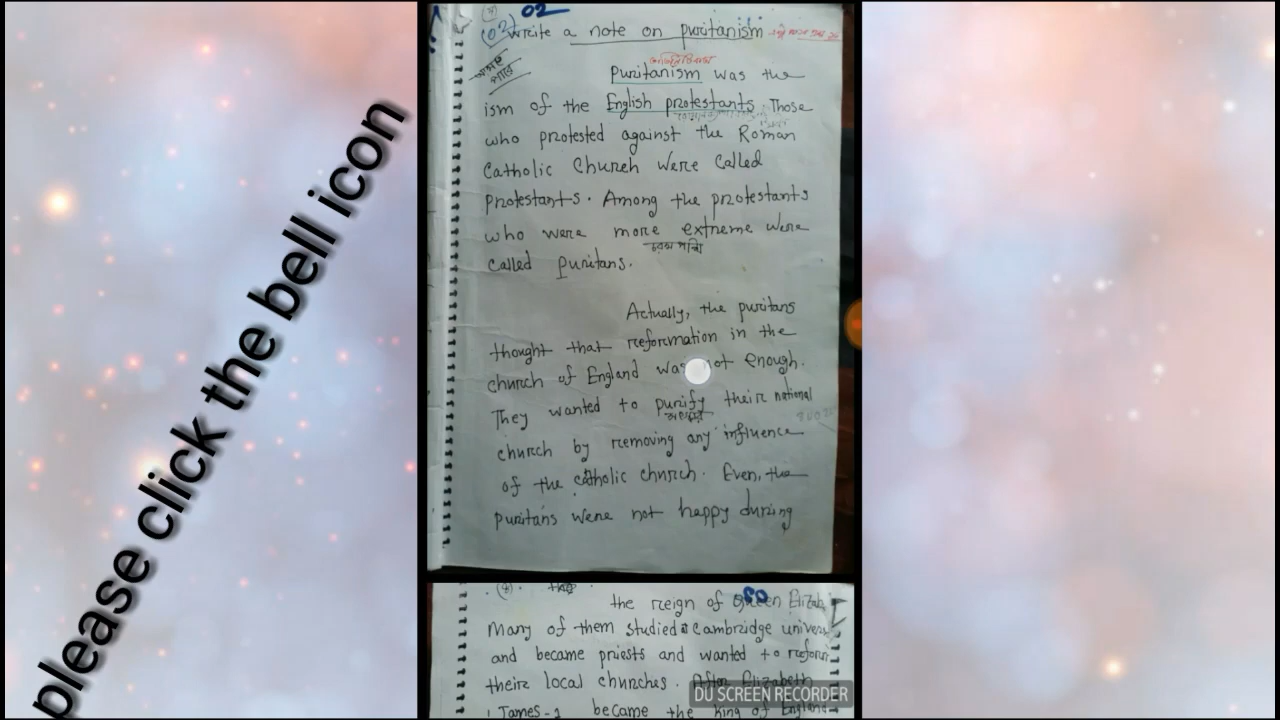 please click the bell icon
02
(02) Write a note on puritanism
Puritanism was the
ism of the English protestants. Those
who protested against the Roman
Catholic Church were called
protestants. Among the protestants
who were more extreme were
চরম পন্থি
called puritans.
Actually, the puritans
thought that reformation in the
church of England was not enough.
They wanted to purify their national
church by removing any influence
of the catholic church. Even, the
puritans were not happy during
the reign of Queen Elizab
Many of them studied at Cambridge univers
and became priests and wanted to reform
their local churches. After Elizabeth
James-1 became the king of England
DU SCREEN RECORDER